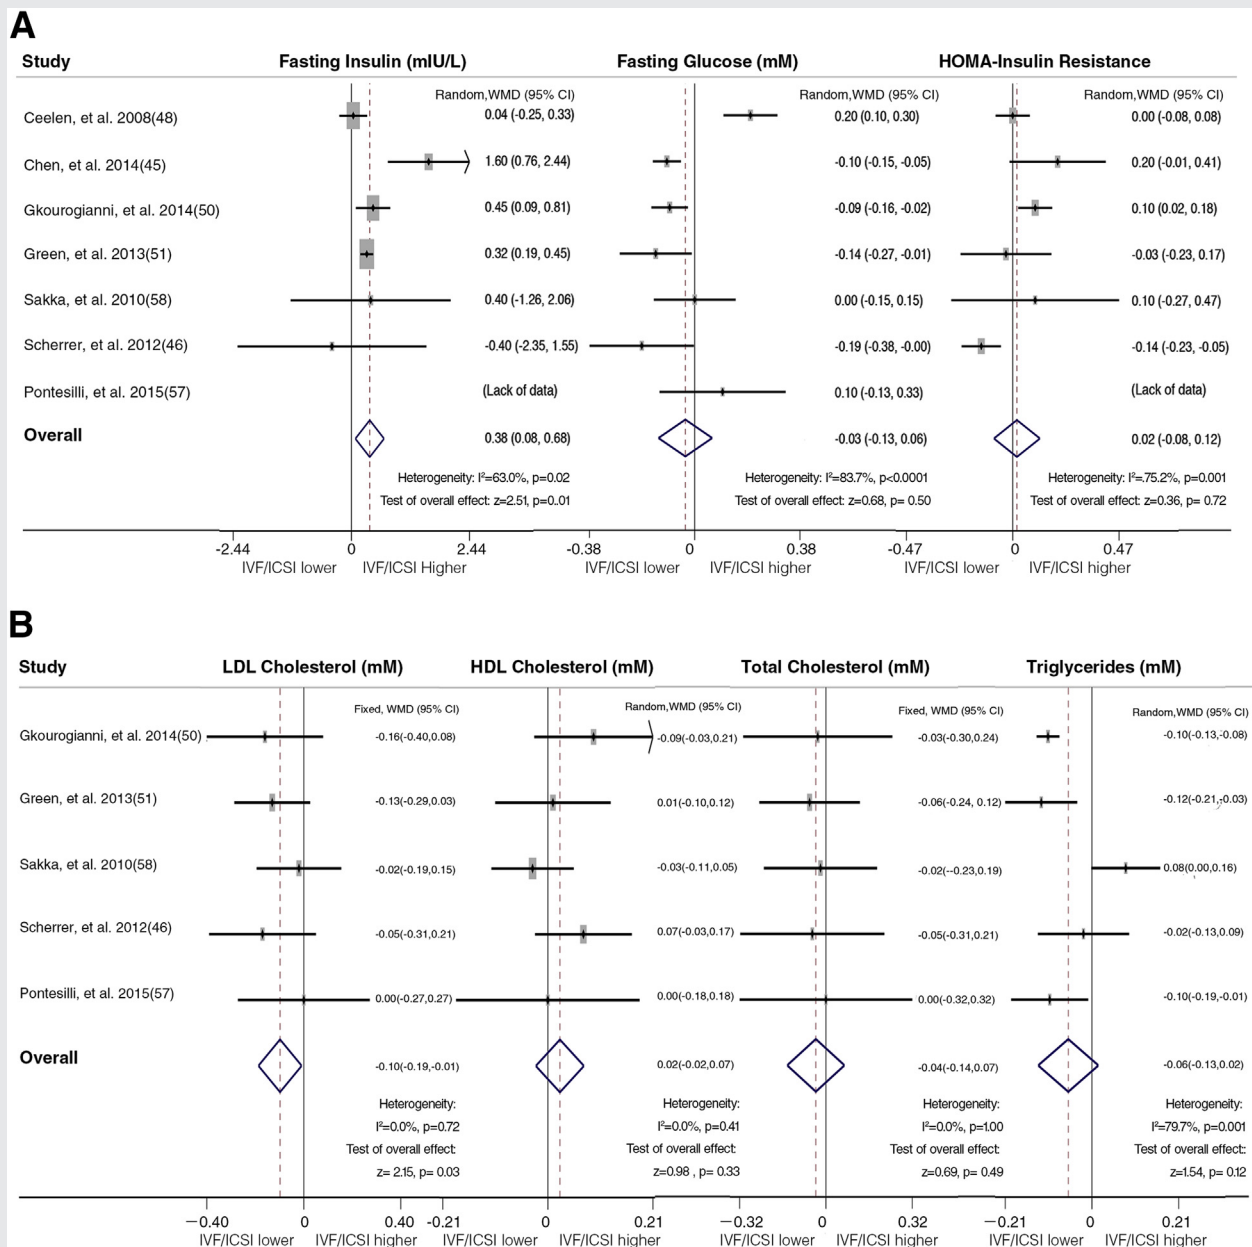 A
Study Fasting Insulin (mIU/L) Fasting Glucose (mM) HOMA-Insulin Resistance
Random,WMD (95% CI) Random,WMD (95% CI) Random,WMD (95% CI)
Ceelen, et al. 2008(48) 0.04 (-0.25, 0.33) 0.20 (0.10, 0.30) 0.00 (-0.08, 0.08)
Chen, et al. 2014(45) 1.60 (0.76, 2.44) -0.10 (-0.15, -0.05) 0.20 (-0.01, 0.41)
Gkourogianni, et al. 2014(50) 0.45 (0.09, 0.81) -0.09 (-0.16, -0.02) 0.10 (0.02, 0.18)
Green, et al. 2013(51) 0.32 (0.19, 0.45) -0.14 (-0.27, -0.01) -0.03 (-0.23, 0.17)
Sakka, et al. 2010(58) 0.40 (-1.26, 2.06) 0.00 (-0.15, 0.15) 0.10 (-0.27, 0.47)
Scherrer, et al. 2012(46) -0.40 (-2.35, 1.55) -0.19 (-0.38, -0.00) -0.14 (-0.23, -0.05)
Pontesilli, et al. 2015(57) (Lack of data) 0.10 (-0.13, 0.33) (Lack of data)
Overall 0.38 (0.08, 0.68) -0.03 (-0.13, 0.06) 0.02 (-0.08, 0.12)
Heterogeneity: I²=63.0%, p=0.02 Heterogeneity: I²=83.7%, p<0.0001 Heterogeneity: I²=.75.2%, p=0.001
Test of overall effect: z=2.51, p=0..01 Test of overall effect: z=0.68, p= 0.50 Test of overall effect: z=0.36, p= 0.72
-2.44 0 2.44 -0.38 0 0.38 -0.47 0 0.47
IVF/ICSI lower IVF/ICSI Higher IVF/ICSI lower IVF/ICSI higher IVF/ICSI lower IVF/ICSI higher
B
Study LDL Cholesterol (mM) HDL Cholesterol (mM) Total Cholesterol (mM) Triglycerides (mM)
Fixed, WMD (95% CI) Random,WMD (95% CI) Fixed, WMD (95% CI) Random,WMD (95% CI)
Gkourogianni, et al. 2014(50) -0.16(-0.40,0.08) -0.09(-0.03,0.21) -0.03(-0.30,0.24) -0.10(-0.13,-0.08)
Green, et al. 2013(51) -0.13(-0.29,0.03) 0.01(-0.10,0.12) -0.06(-0.24, 0.12) -0.12(-0.21,-0.03)
Sakka, et al. 2010(58) -0.02(-0.19,0.15) -0.03(-0.11,0.05) -0.02(--0.23,0.19) 0.08(0.00,0.16)
Scherrer, et al. 2012(46) -0.05(-0.31,0.21) 0.07(-0.03,0.17) -0.05(-0.31,0.21) -0.02(-0.13,0.09)
Pontesilli, et al. 2015(57) 0.00(-0.27,0.27) 0.00(-0.18,0.18) 0.00(-0.32,0.32) -0.10(-0.19,-0.01)
Overall -0.10(-0.19,-0.01) 0.02(-0.02,0.07) -0.04(-0.14,0.07) -0.06(-0.13,0.02)
Heterogeneity: Heterogeneity: Heterogeneity: Heterogeneity:
I²=0.0%, p=0.72 I²=0.0%, p=0.41 I²=0.0%, p=1.00 I²=79.7%, p=0.001
Test of overall effect: Test of overall effect: Test of overall effect: Test of overall effect::
z= 2.15, p= 0.03 z=0.98 , p= 0.33 z=0.69, p= 0.49 z=1.54, p= 0.12
—0.40 0 0.40 -0.21 0 0.21 —0.32 0 0.32 —0.21 0 0.21
IVF/ICSI lower IVF/ICSI higher IVF/ICSI lower IVF/ICSI higher IVF/ICSI lower IVF/ICSI higher IVF/ICSI lower IVF/ICSI higher